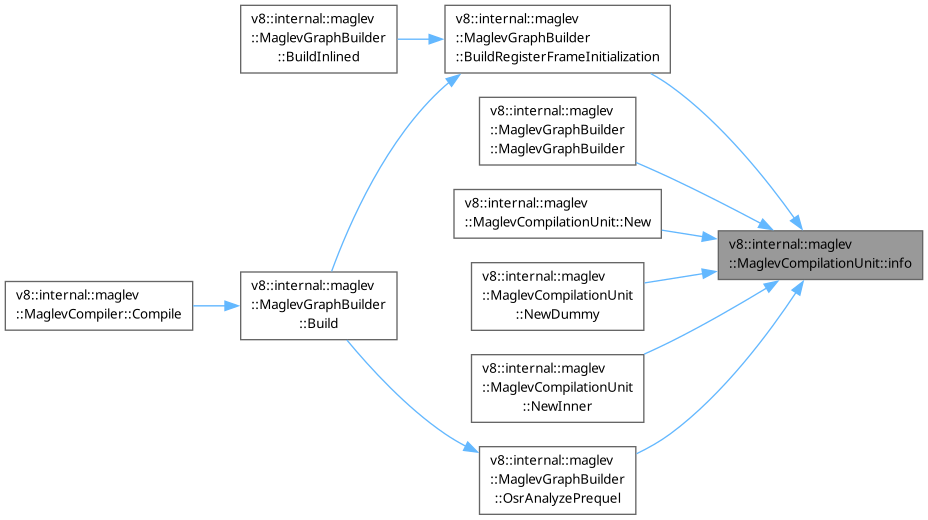 v8::internal::maglev
::MaglevGraphBuilder
::BuildInlined
v8::internal::maglev
::MaglevGraphBuilder
::BuildRegisterFrameInitialization
v8::internal::maglev
::MaglevGraphBuilder
::MaglevGraphBuilder
v8::internal::maglev
::MaglevCompilationUnit::New
v8::internal::maglev
::MaglevCompilationUnit::info
v8::internal::maglev
::MaglevCompilationUnit
::NewDummy
v8::internal::maglev
::MaglevGraphBuilder
::Build
v8::internal::maglev
::MaglevCompiler::Compile
v8::internal::maglev
::MaglevCompilationUnit
::NewInner
v8::internal::maglev
::MaglevGraphBuilder
::OsrAnalyzePrequel